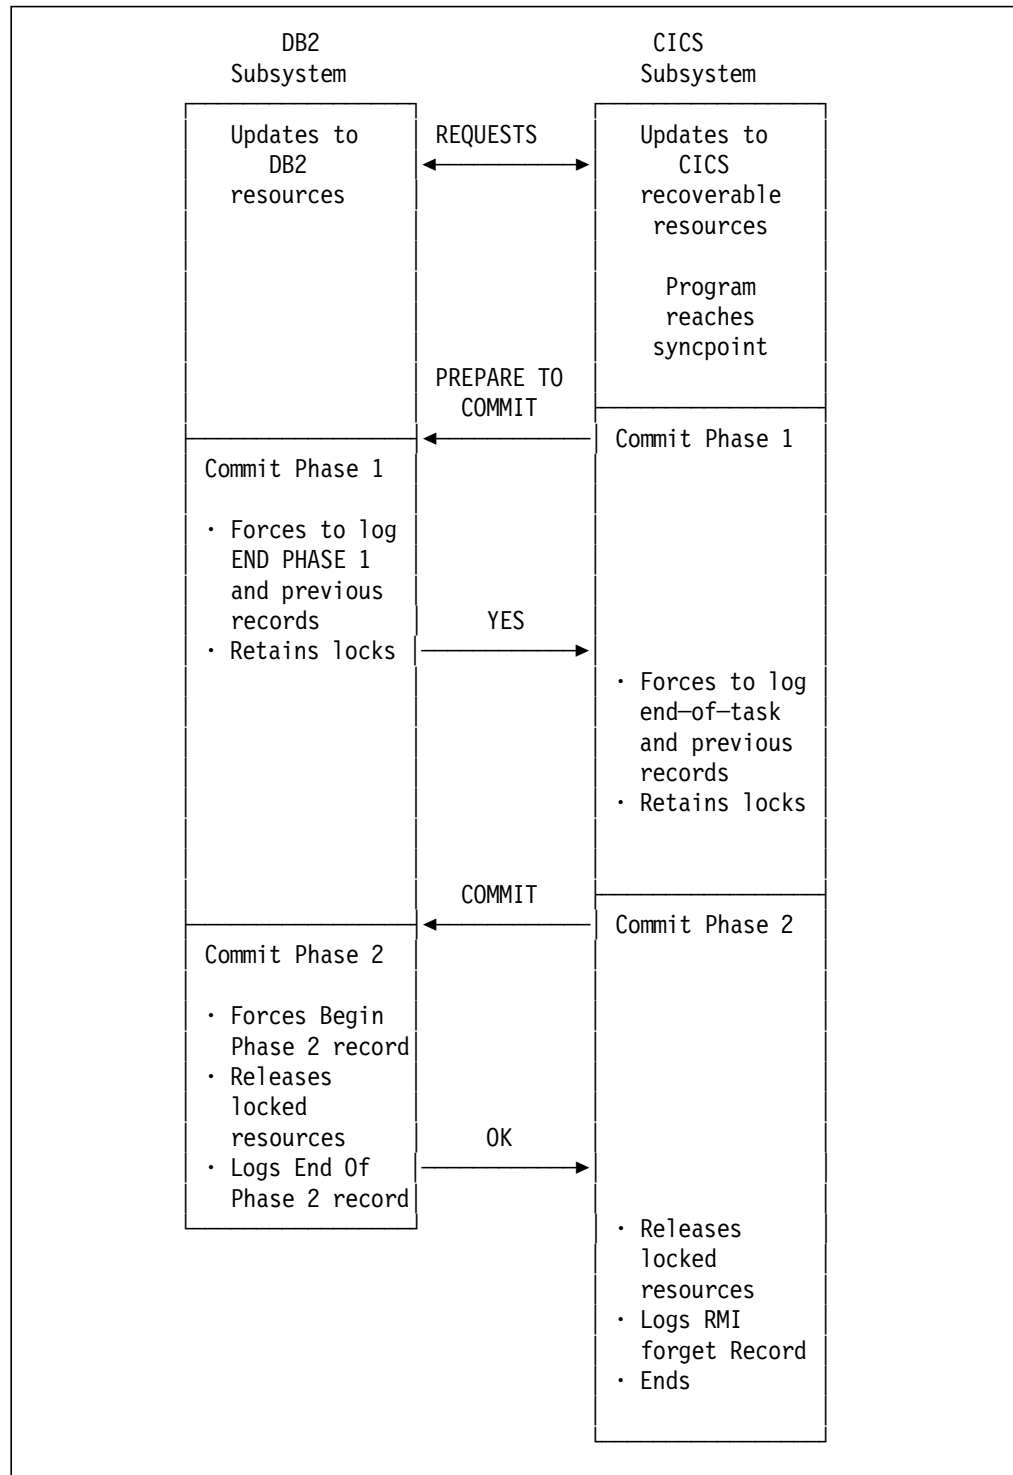 DB2
Subsystem
CICS
Subsystem
Updates to
DB2
resources
REQUESTS
Updates to
CICS
recoverable
resources
Program
reaches
syncpoint
PREPARE TO
COMMIT
Commit Phase 1
Commit Phase 1
· Forces to log
END PHASE 1
and previous
records
· Retains locks
YES
· Forces to log
end—of—task
and previous
records
· Retains locks
COMMIT
Commit Phase 2
Commit Phase 2
· Forces Begin
Phase 2 record
· Releases
locked
resources
· Logs End Of
Phase 2 record
OK
· Releases
locked
resources
· Logs RMI
forget Record
· Ends